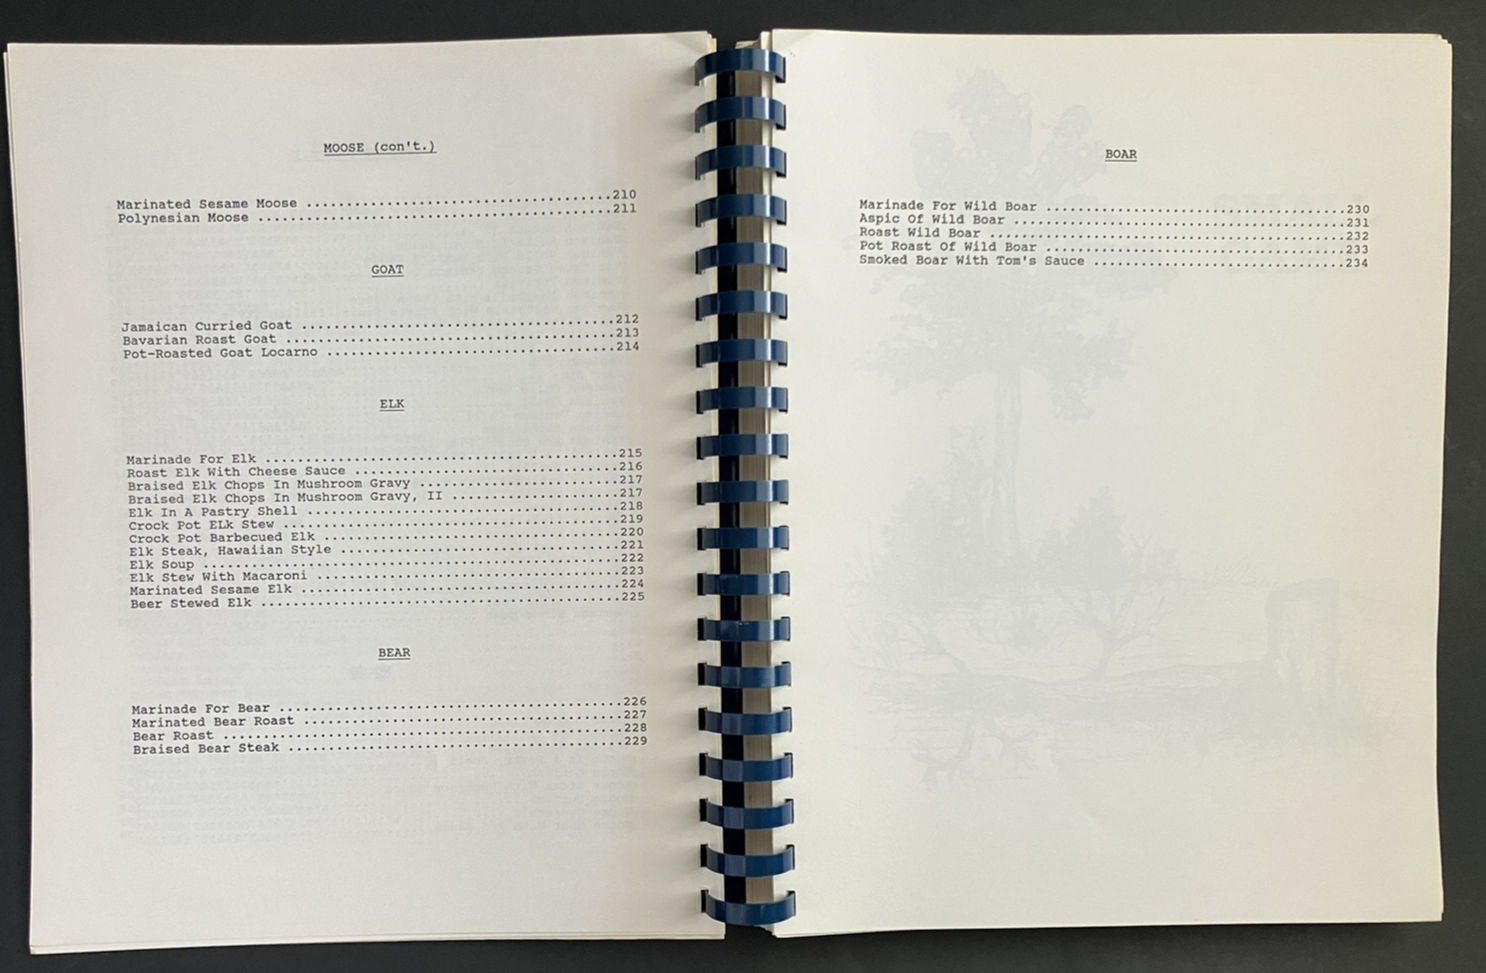 MOOSE (con't.)
Marinated Sesame Moose ......................................210
Polynesian Moose ............................................211
GOAT
Jamaican Curried Goat .......................................212
Bavarian Roast Goat .........................................213
Pot-Roasted Goat Locarno ....................................214
ELK
Marinade For Elk ............................................215
Roast Elk With Cheese Sauce .................................216
Braised Elk Chops In Mushroom Gravy .........................217
Braised Elk Chops In Mushroom Gravy, II .....................217
Elk In A Pastry Shell .......................................218
Crock Pot ELk Stew ..........................................219
Crock Pot Barbecued Elk .....................................220
Elk Steak, Hawaiian Style ...................................221
Elk Soup ....................................................222
Elk Stew With Macaroni ......................................223
Marinated Sesame Elk ........................................224
Beer Stewed Elk .............................................225
BEAR
Marinade For Bear ...........................................226
Marinated Bear Roast ........................................227
Bear Roast ..................................................228
Braised Bear Steak ..........................................229
BOAR
Marinade For Wild Boar ......................................230
Aspic Of Wild Boar ..........................................231
Roast Wild Boar .............................................232
Pot Roast Of Wild Boar ......................................233
Smoked Boar With Tom's Sauce ................................234